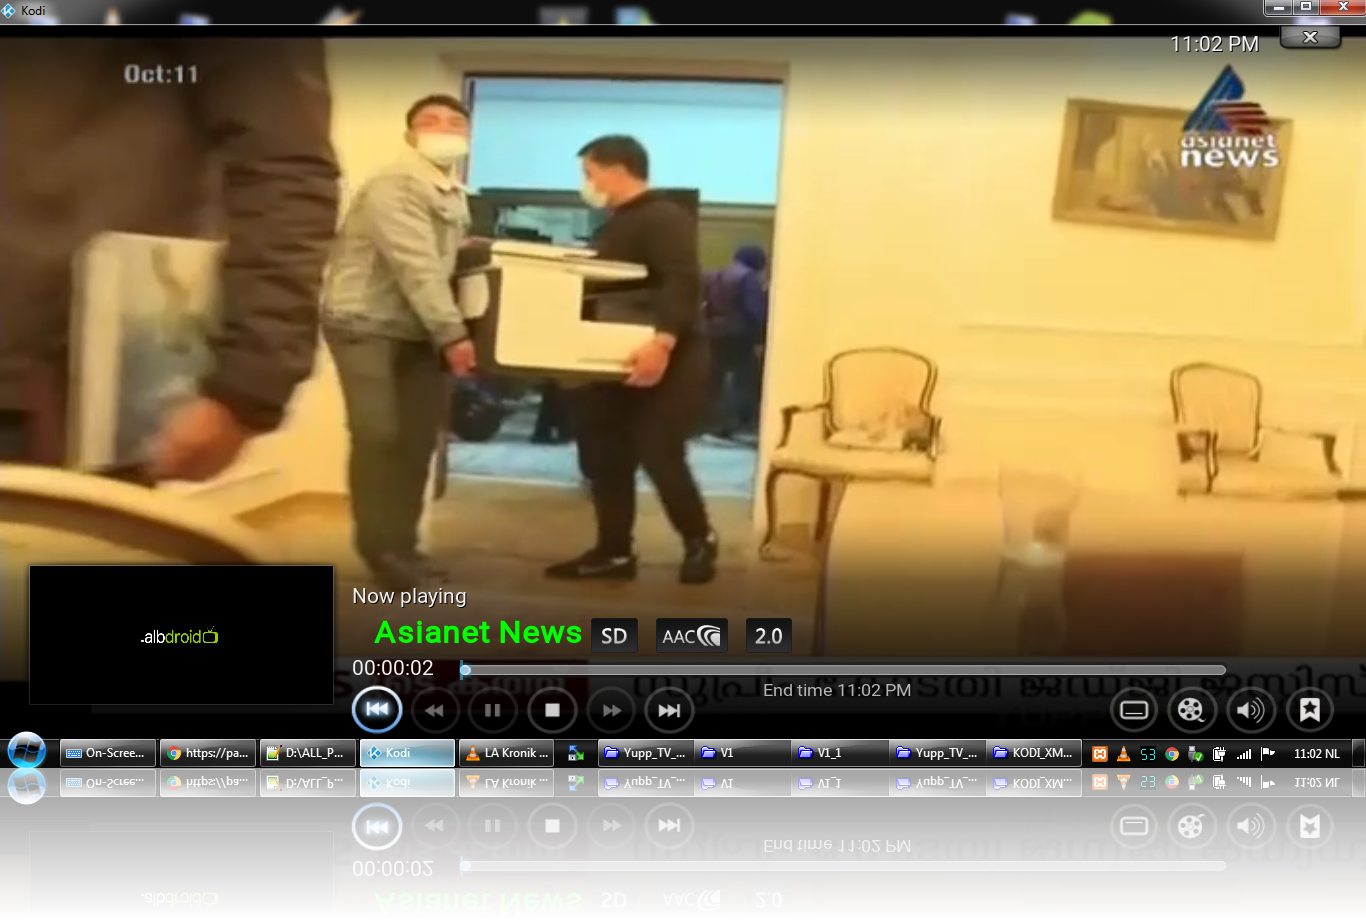 Kodi
11:02 PM
Oct:11
asianet
news
Now playing
.albdroid
Asianet News SD AAC 2.0
00:00:02
End time 11:02 PM
On-Scree... https://pa... D:\ALL_P... Kodi LA Kronik ... Yupp_TV_... V1 V1_1 Yupp_TV_... KODI_XM... 53 11:02 NL